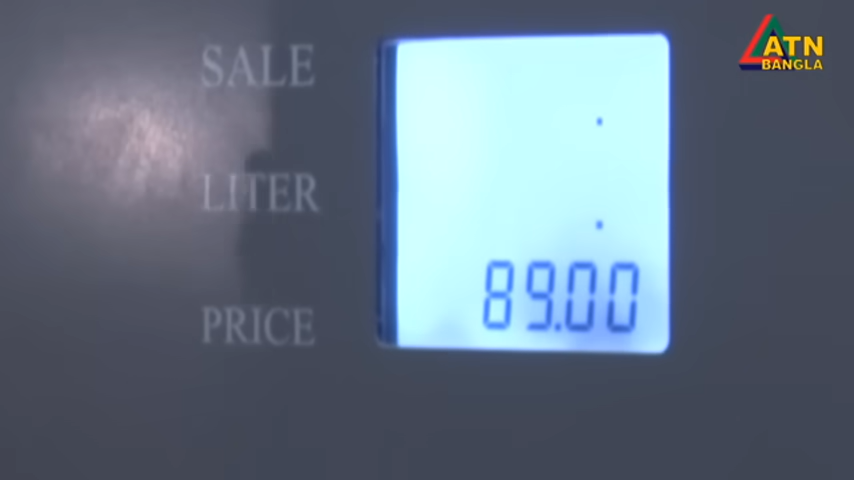 SALE
ATN
BANGLA
LITER
PRICE
89.00